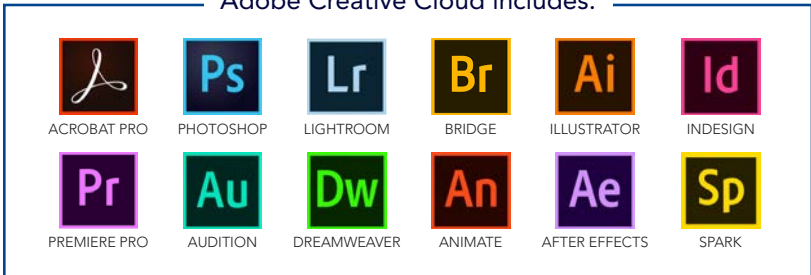 Adobe Creative Cloud includes:
Ps Lr Br Ai Id
ACROBAT PRO PHOTOSHOP LIGHTROOM BRIDGE ILLUSTRATOR INDESIGN
Pr Au Dw An Ae Sp
PREMIERE PRO AUDITION DREAMWEAVER ANIMATE AFTER EFFECTS SPARK